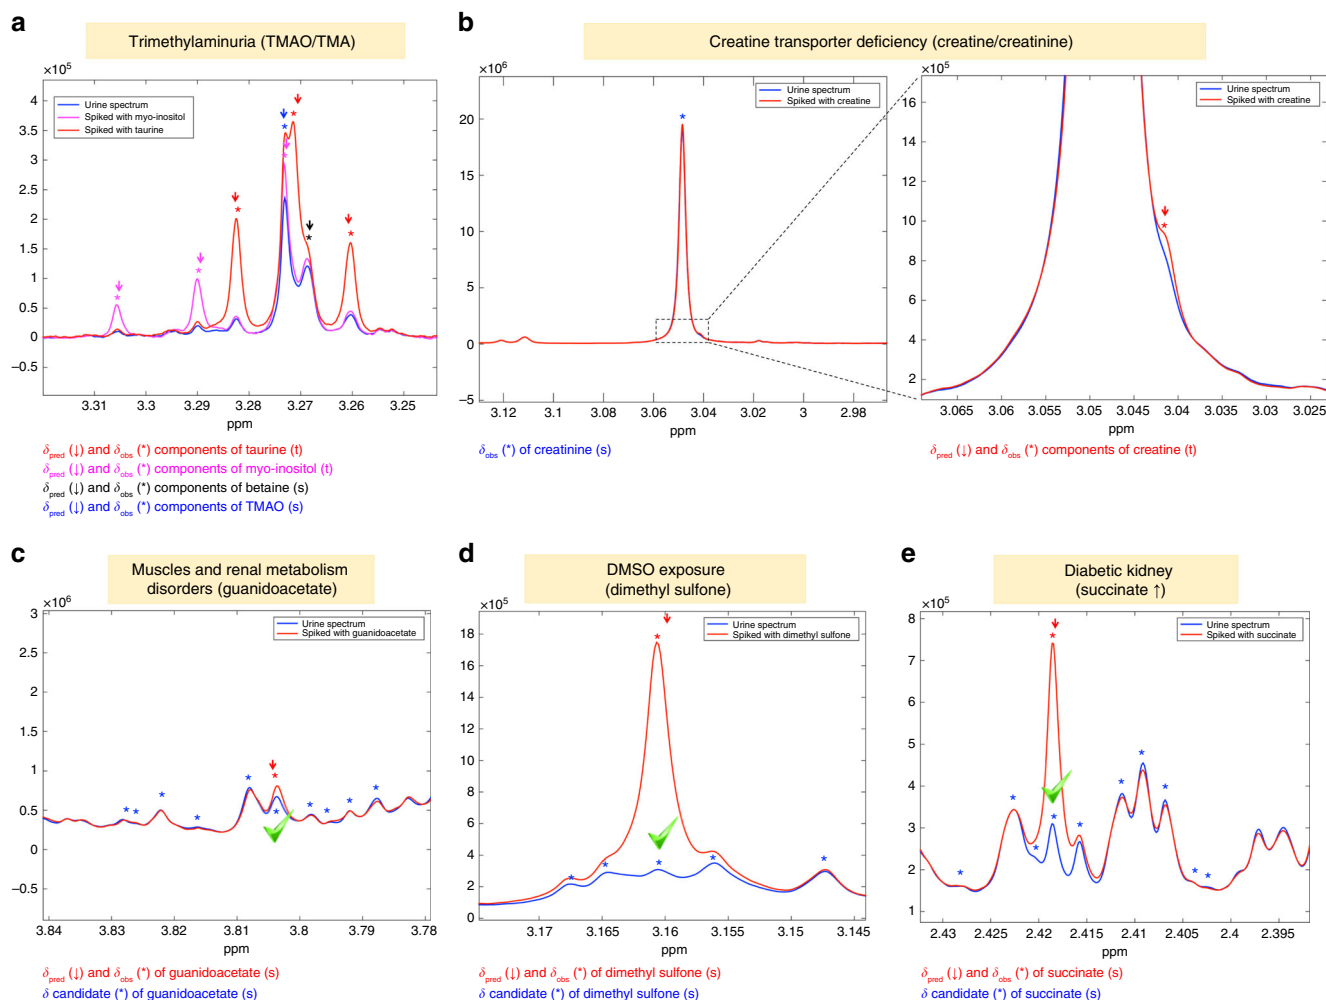 a
Trimethylaminuria (TMAO/TMA)
×10⁵
Urine spectrum
Spiked with myo-inositol
Spiked with taurine
4
3.5
3
2.5
2
1.5
1
0.5
0
−0.5
3.31 3.3 3.29 3.28 3.27 3.26 3.25
ppm
δpred (↓) and δobs (*) components of taurine (t)
δpred (↓) and δobs (*) components of myo-inositol (t)
δpred (↓) and δobs (*) components of betaine (s)
δpred (↓) and δobs (*) components of TMAO (s)
b
Creatine transporter deficiency (creatine/creatinine)
×10⁶
Urine spectrum
Spiked with creatine
20
15
10
5
0
−5
3.12 3.1 3.08 3.06 3.04 3.02 3 2.98
ppm
δobs (*) of creatinine (s)
×10⁵
Urine spectrum
Spiked with creatine
16
14
12
10
8
6
4
2
3.065 3.06 3.055 3.05 3.045 3.04 3.035 3.03 3.025
ppm
δpred (↓) and δobs (*) components of creatine (t)
c
Muscles and renal metabolism
disorders (guanidoacetate)
×10⁶
Urine spectrum
Spiked with guanidoacetate
3
2.5
2
1.5
1
0.5
0
−0.5
3.84 3.83 3.82 3.81 3.8 3.79 3.78
ppm
δpred (↓) and δobs (*) of guanidoacetate (s)
δ candidate (*) of guanidoacetate (s)
d
DMSO exposure
(dimethyl sulfone)
×10⁵
Urine spectrum
Spiked with dimethyl sulfone
18
16
14
12
10
8
6
4
2
0
3.17 3.165 3.16 3.155 3.15 3.145
ppm
δpred (↓) and δobs (*) of dimethyl sulfone (s)
δ candidate (*) of dimethyl sulfone (s)
e
Diabetic kidney
(succinate ↑)
×10⁵
Urine spectrum
Spiked with succinate
8
7
6
5
4
3
2
1
2.43 2.425 2.42 2.415 2.41 2.405 2.4 2.395
ppm
δpred (↓) and δobs (*) of succinate (s)
δ candidate (*) of succinate (s)